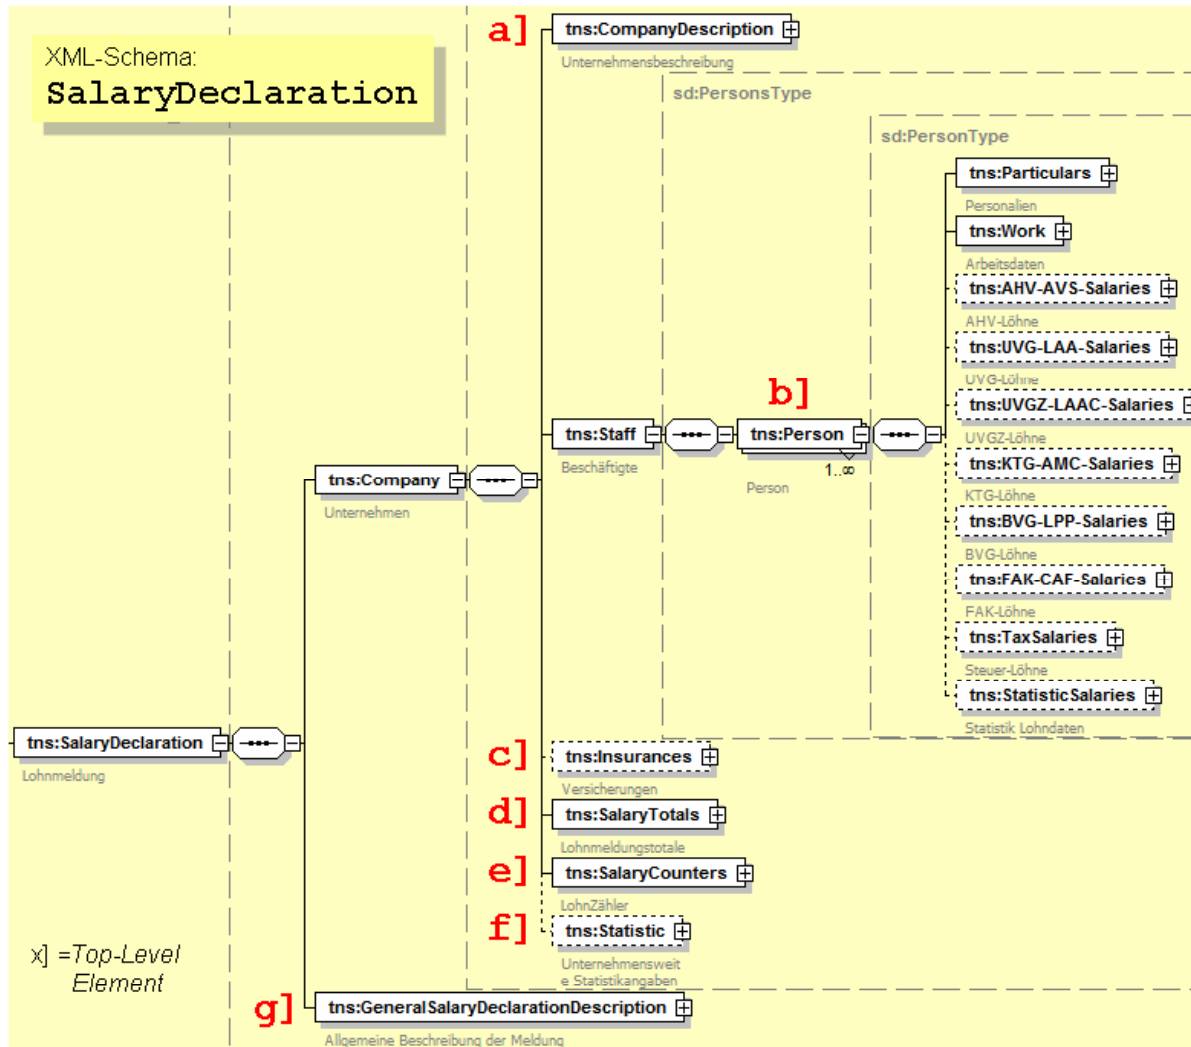 XML-Schema:
SalaryDeclaration
a]
tns:CompanyDescription
Unternehmensbeschreibung
sd:PersonsType
sd:PersonType
tns:Particulars
Personalien
tns:Work
Arbeitsdaten
tns:AHV-AVS-Salaries
AHV-Löhne
tns:UVG-LAA-Salaries
UVG-Löhne
tns:UVGZ-LAAC-Salaries
UVGZ-Löhne
tns:KTG-AMC-Salaries
KTG-Löhne
tns:BVG-LPP-Salaries
BVG-Löhne
tns:FAK-CAF-Salaries
FAK-Löhne
tns:TaxSalaries
Steuer-Löhne
tns:StatisticSalaries
Statistik Lohndaten
b]
tns:Person
1..∞
Person
tns:Staff
Beschäftigte
tns:Company
Unternehmen
tns:SalaryDeclaration
Lohnmeldung
c]
tns:Insurances
Versicherungen
d]
tns:SalaryTotals
Lohnmeldungstotale
e]
tns:SalaryCounters
LohnZähler
f]
tns:Statistic
Unternehmensweit
e Statistikangaben
x] =Top-Level
Element
g]
tns:GeneralSalaryDeclarationDescription
Allgemeine Beschreibung der Meldung